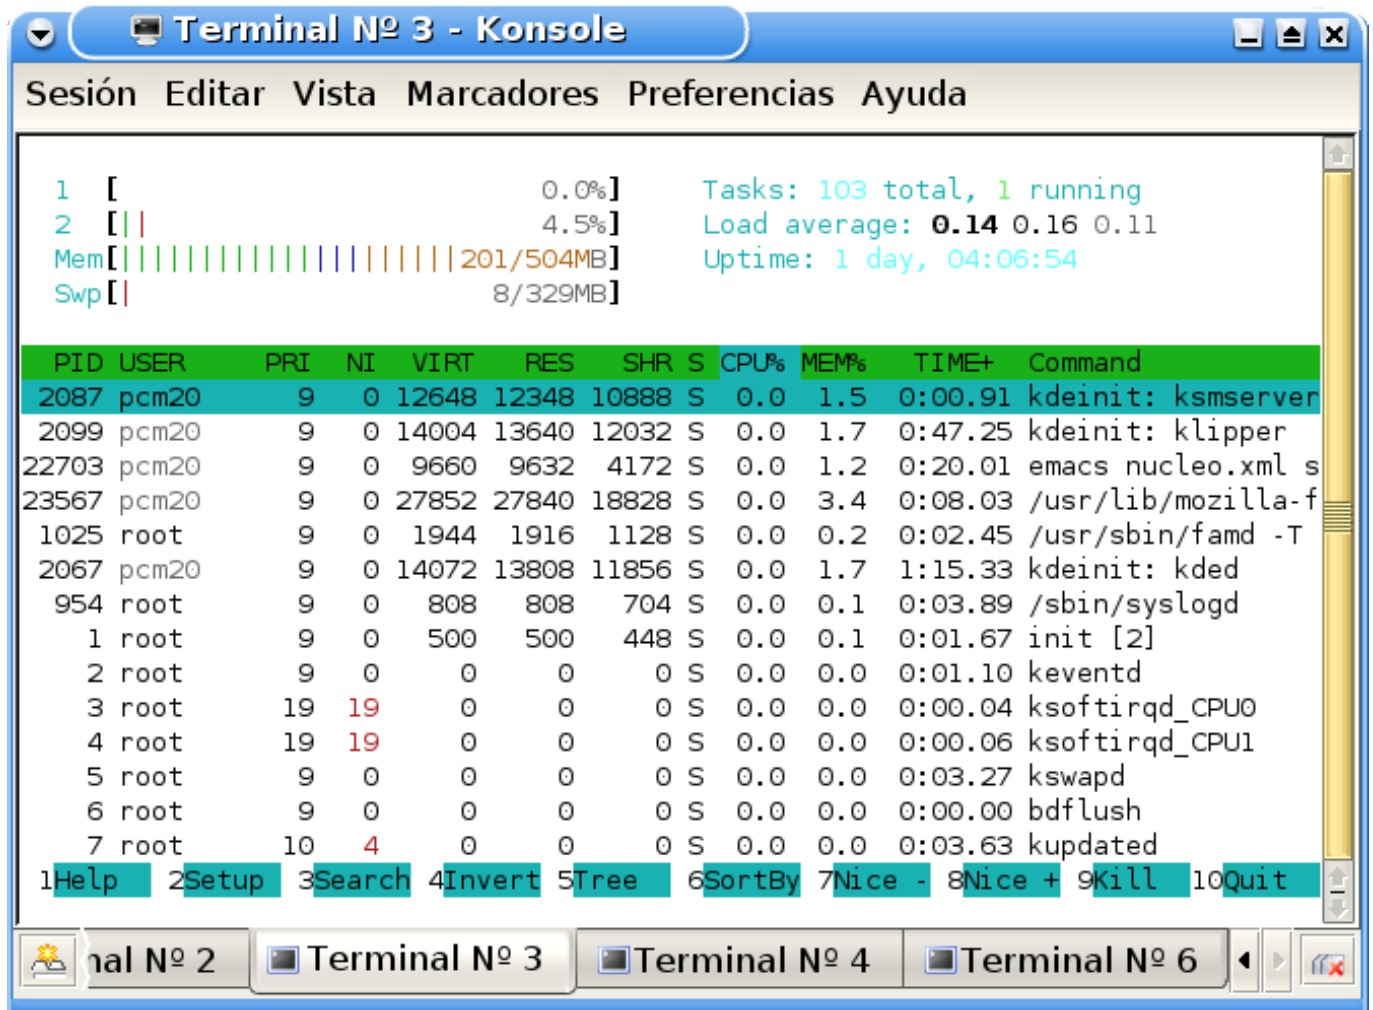 Terminal Nº 3 - Konsole
Sesión Editar Vista Marcadores Preferencias Ayuda
1 [ 0.0%] Tasks: 103 total, 1 running
2 [|| 4.5%] Load average: 0.14 0.16 0.11
Mem[|||||||||||||||||||||201/504MB] Uptime: 1 day, 04:06:54
Swp[| 8/329MB]
PID USER PRI NI VIRT RES SHR S CPU% MEM% TIME+ Command
2087 pcm20 9 0 12648 12348 10888 S 0.0 1.5 0:00.91 kdeinit: ksmserver
2099 pcm20 9 0 14004 13640 12032 S 0.0 1.7 0:47.25 kdeinit: klipper
22703 pcm20 9 0 9660 9632 4172 S 0.0 1.2 0:20.01 emacs nucleo.xml s
23567 pcm20 9 0 27852 27840 18828 S 0.0 3.4 0:08.03 /usr/lib/mozilla-f
1025 root 9 0 1944 1916 1128 S 0.0 0.2 0:02.45 /usr/sbin/famd -T
2067 pcm20 9 0 14072 13808 11856 S 0.0 1.7 1:15.33 kdeinit: kded
954 root 9 0 808 808 704 S 0.0 0.1 0:03.89 /sbin/syslogd
1 root 9 0 500 500 448 S 0.0 0.1 0:01.67 init [2]
2 root 9 0 0 0 0 S 0.0 0.0 0:01.10 keventd
3 root 19 19 0 0 0 S 0.0 0.0 0:00.04 ksoftirqd_CPU0
4 root 19 19 0 0 0 S 0.0 0.0 0:00.06 ksoftirqd_CPU1
5 root 9 0 0 0 0 S 0.0 0.0 0:03.27 kswapd
6 root 9 0 0 0 0 S 0.0 0.0 0:00.00 bdflush
7 root 10 4 0 0 0 S 0.0 0.0 0:03.63 kupdated
1Help 2Setup 3Search 4Invert 5Tree 6SortBy 7Nice - 8Nice + 9Kill 10Quit
nal Nº 2 Terminal Nº 3 Terminal Nº 4 Terminal Nº 6